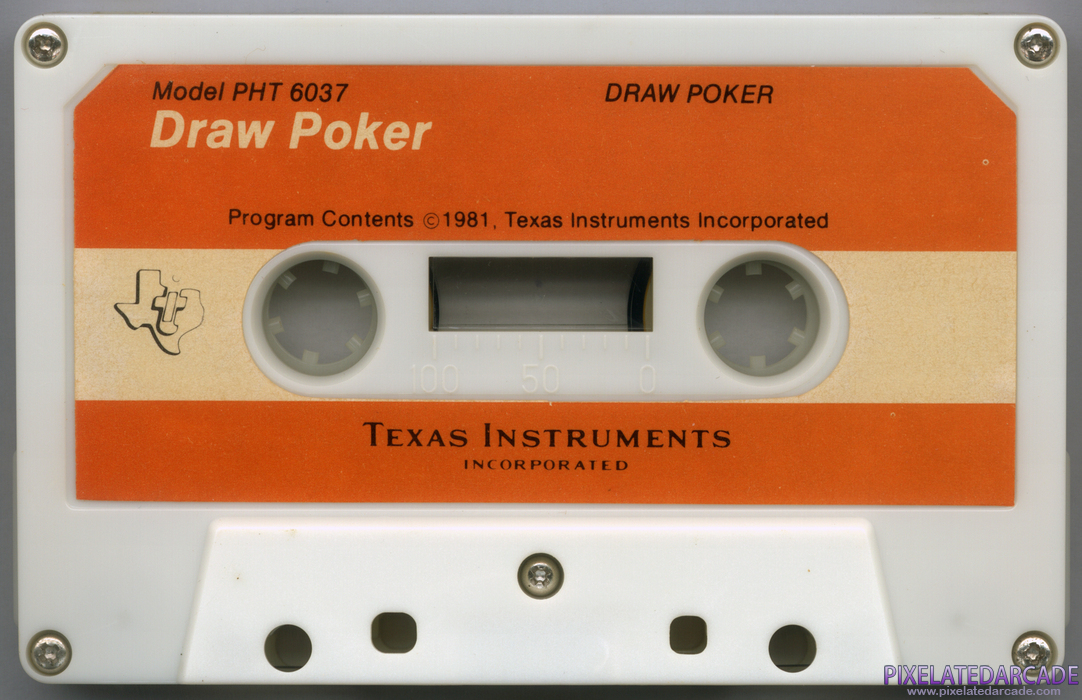 Model PHT 6037 DRAW POKER
Draw Poker
Program Contents ©1981, Texas Instruments Incorporated
100 50 0
TEXAS INSTRUMENTS
INCORPORATED
PIXELATEDARCADE
www.pixelatedarcade.com